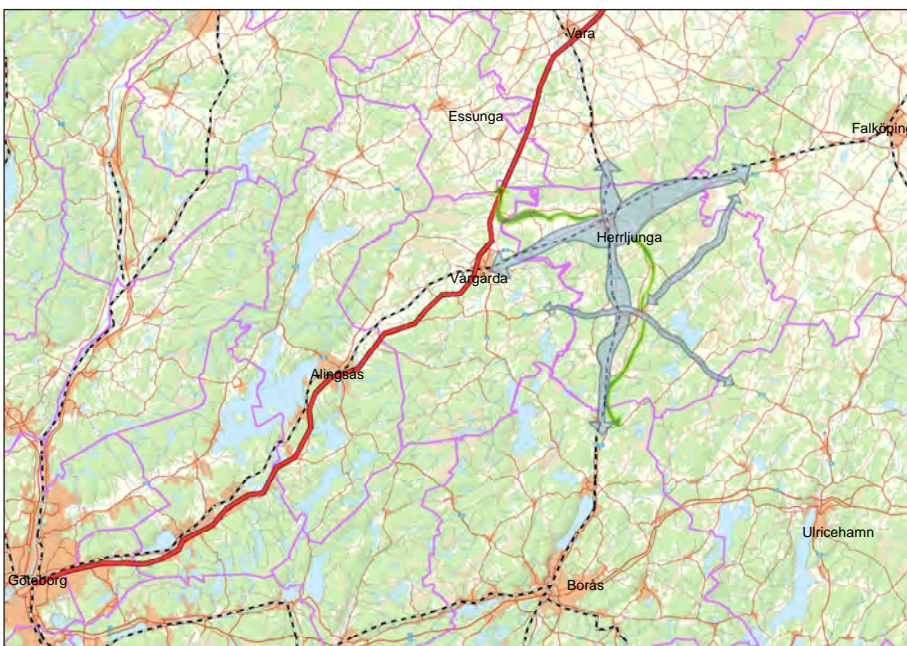 Vara
Essunga
Falköping
Herrljunga
Vårgårda
Alingsås
Ulricehamn
Göteborg
Borås